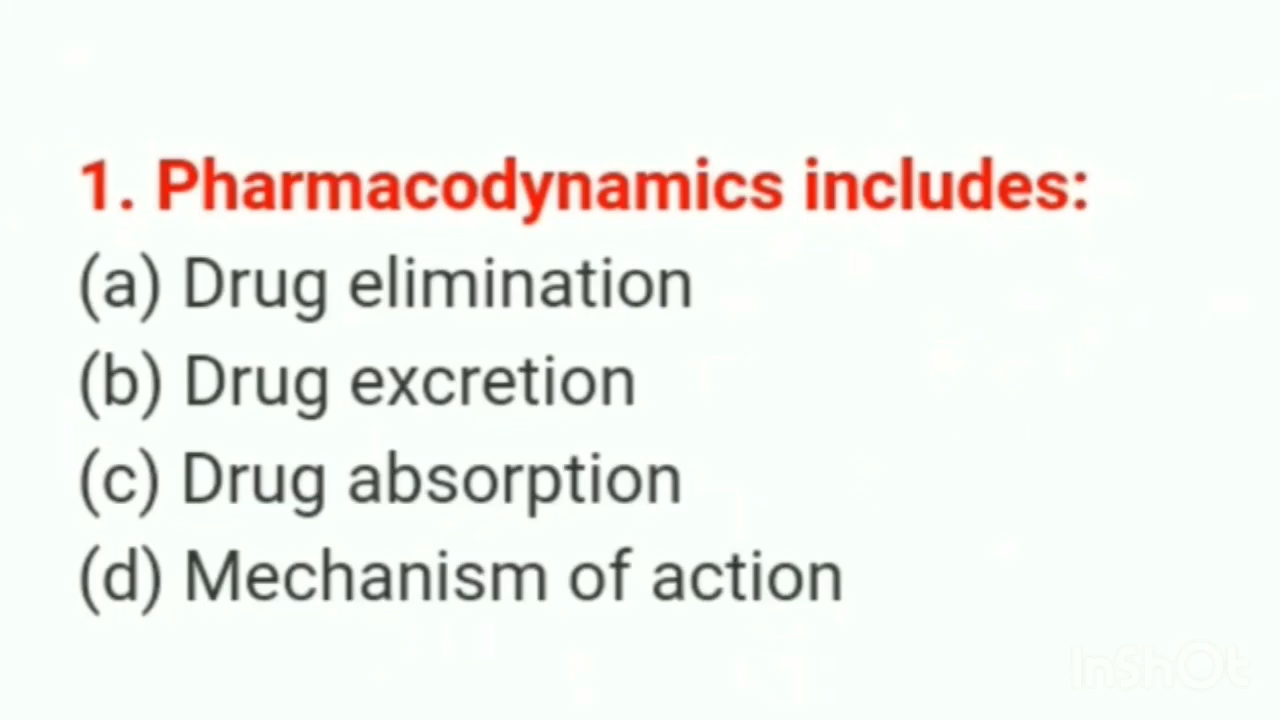 1. Pharmacodynamics includes:
(a) Drug elimination
(b) Drug excretion
(c) Drug absorption
(d) Mechanism of action
InShOt